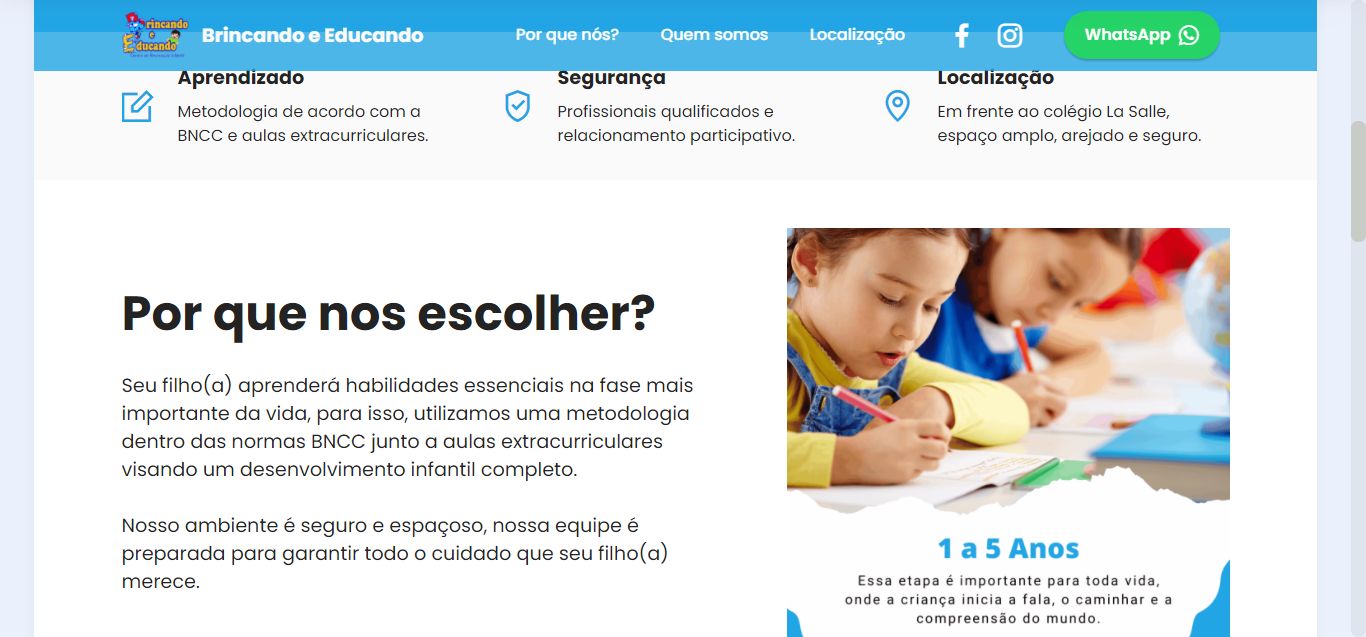 Brincando
e
Educando
Brincando e Educando
Por que nós?
Quem somos
Localização
WhatsApp
Aprendizado
Metodologia de acordo com a
BNCC e aulas extracurriculares.
Segurança
Profissionais qualificados e
relacionamento participativo.
Localização
Em frente ao colégio La Salle,
espaço amplo, arejado e seguro.
Por que nos escolher?
Seu filho(a) aprenderá habilidades essenciais na fase mais
importante da vida, para isso, utilizamos uma metodologia
dentro das normas BNCC junto a aulas extracurriculares
visando um desenvolvimento infantil completo.
Nosso ambiente é seguro e espaçoso, nossa equipe é
preparada para garantir todo o cuidado que seu filho(a)
merece.
1 a 5 Anos
Essa etapa é importante para toda vida,
onde a criança inicia a fala, o caminhar e a
compreensão do mundo.